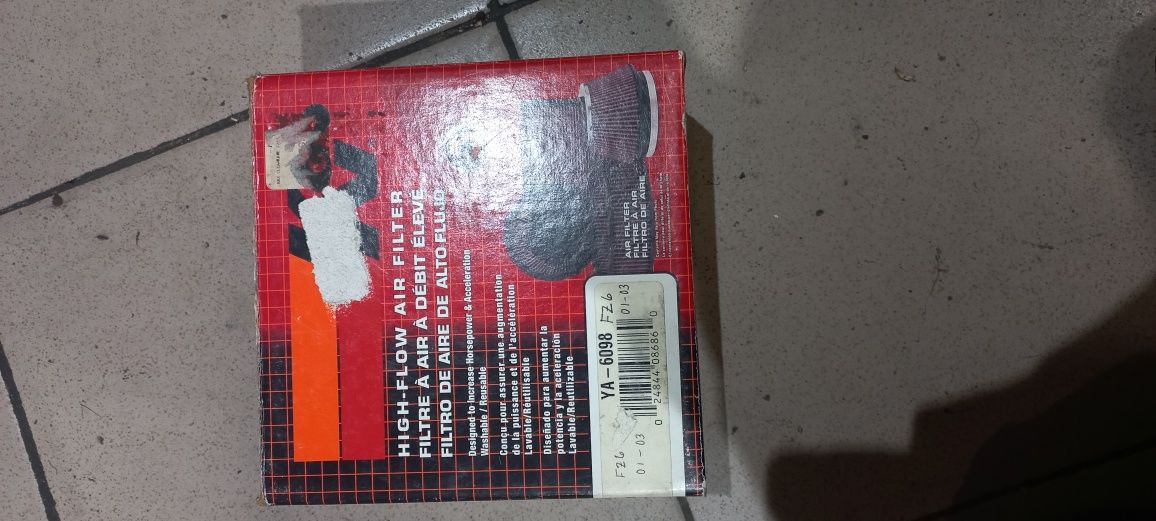 HIGH-FLOW AIR FILTER
FILTRE À AIR À DÉBIT ÉLEVÉ
FILTRO DE AIRE DE ALTO FLUJO
Designed to Increase Horsepower & Acceleration
Washable / Reusable
Conçu pour assurer une augmentation
de la puissance et de l'accélération
Lavable/Réutilisable
Diseñado para aumentar la
potencia y la aceleración
Lavable/Reutilizable
AIR FILTER
FILTRE À AIR
FILTRO DE AIRE
YA-6098 FZ6
FZ6
01-03
01-03
0 24844 08686 0